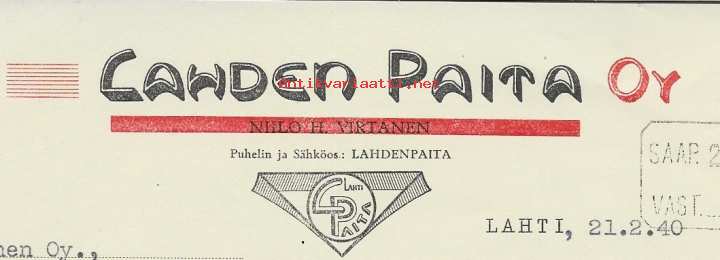 LAHDEN PAITA OY
Antikvariaatti.net
NIILO H. VIRTANEN
Puhelin ja Sähköos.: LAHDENPAITA
LAHTI
LP PAITA
SAAP. 2
VAST.
LAHTI, 21.2.40
nen Oy.,